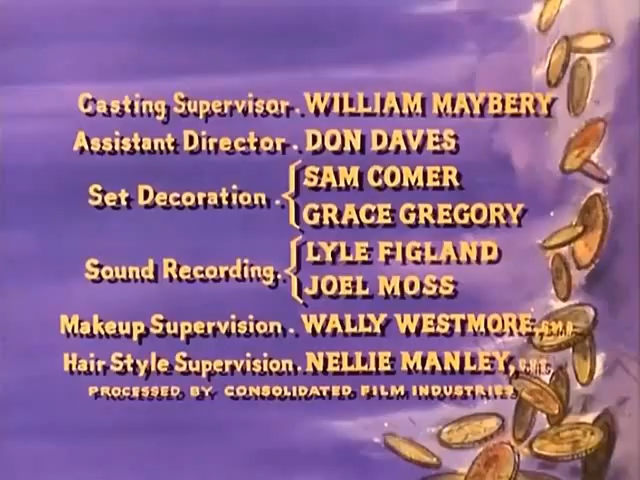 Casting Supervisor. WILLIAM MAYBERY
Assistant Director. DON DAVES
Set Decoration. SAM COMER
GRACE GREGORY
Sound Recording. LYLE FIGLAND
JOEL MOSS
Makeup Supervision. WALLY WESTMORE,
Hair Style Supervision. NELLIE MANLEY,
PROCESSED BY CONSOLIDATED FILM INDUSTRIES